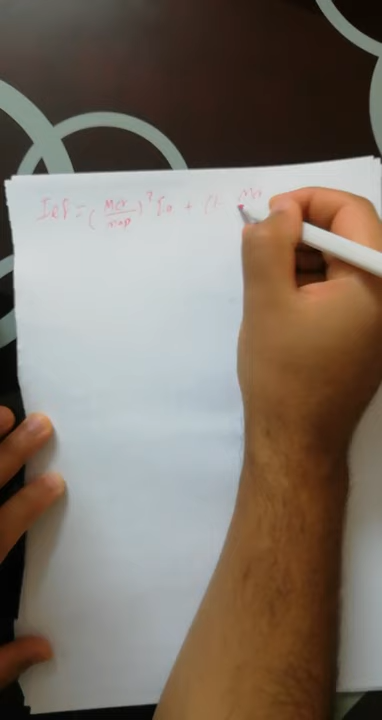 Ief = (Mcr/Map)³ Ig + (1-